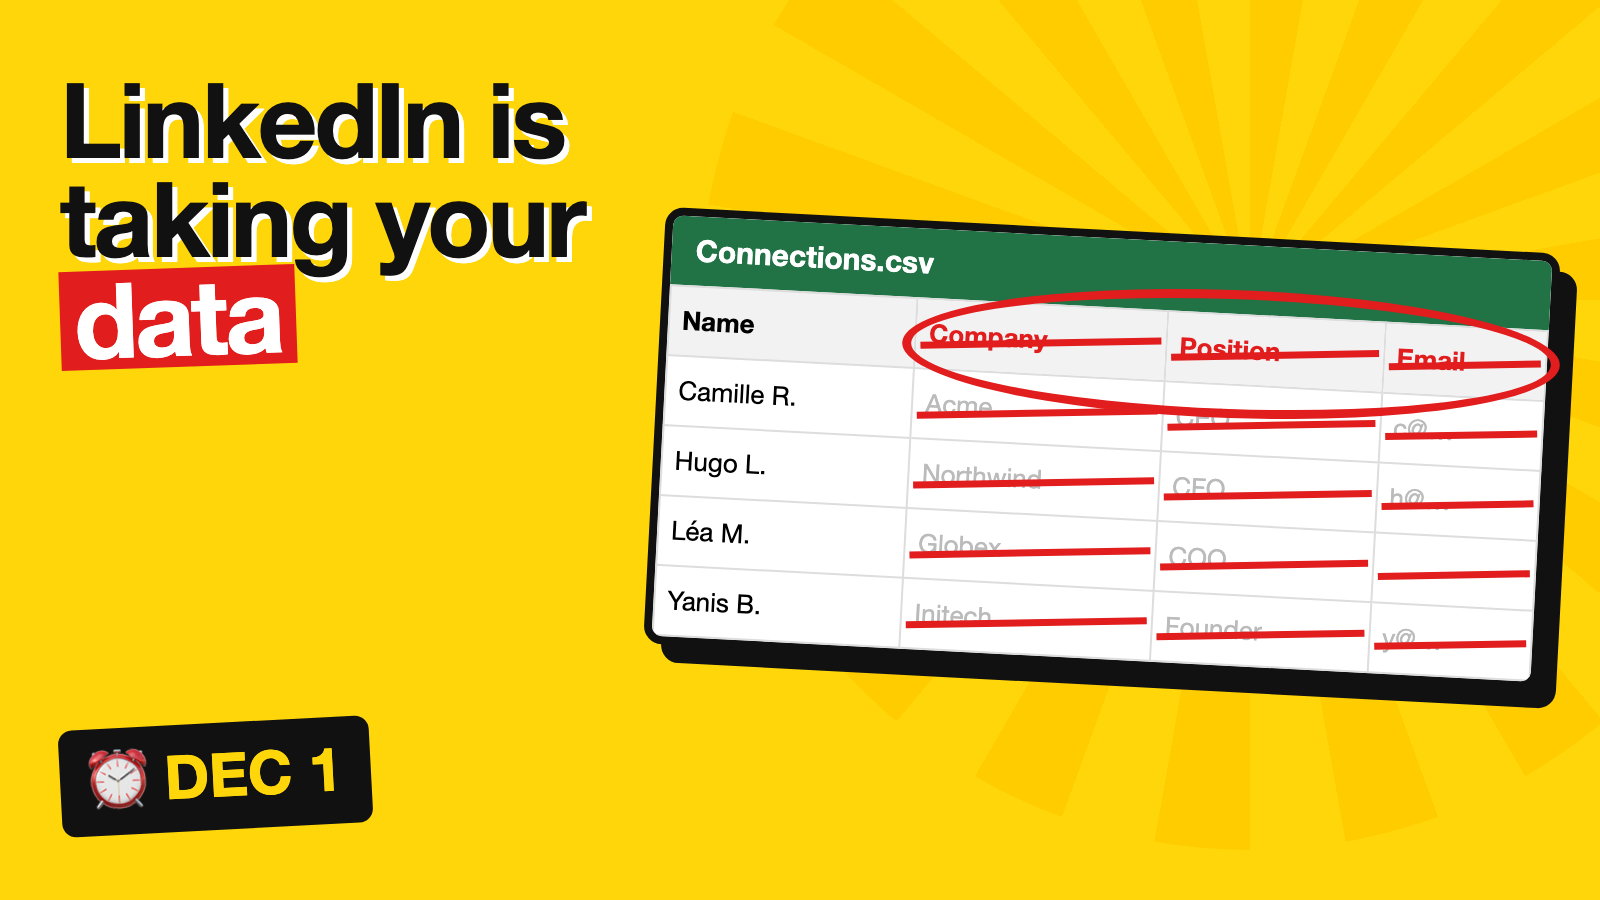 LinkedIn is
taking your
data
Connections.csv
Name Company Position Email
Camille R. Acme CEO c@...
Hugo L. Northwind CFO h@...
Léa M. Globex COO
Yanis B. Initech Founder y@...
DEC 1